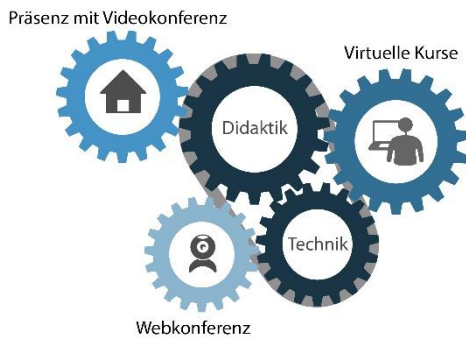 Präsenz mit Videokonferenz
Virtuelle Kurse
Didaktik
Technik
Webkonferenz